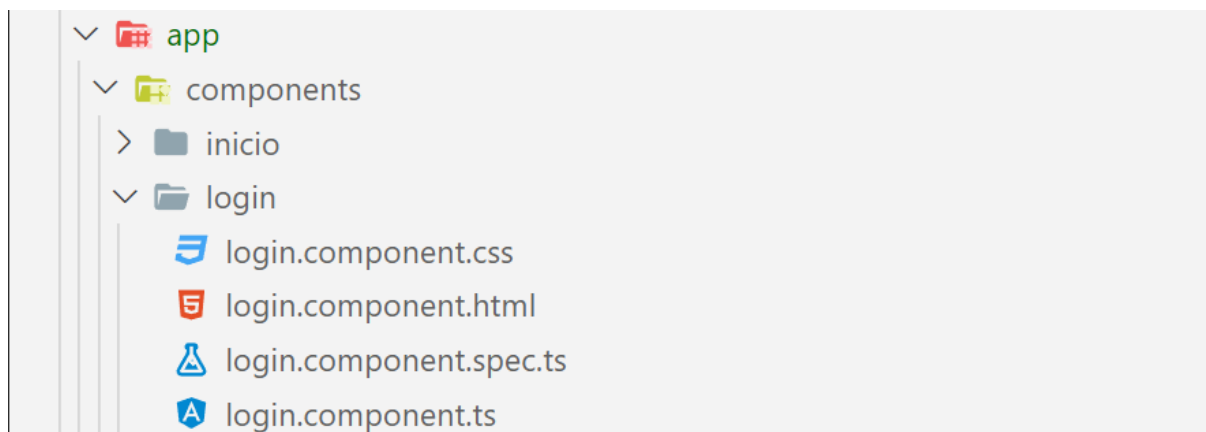 app
components
inicio
login
login.component.css
login.component.html
login.component.spec.ts
login.component.ts